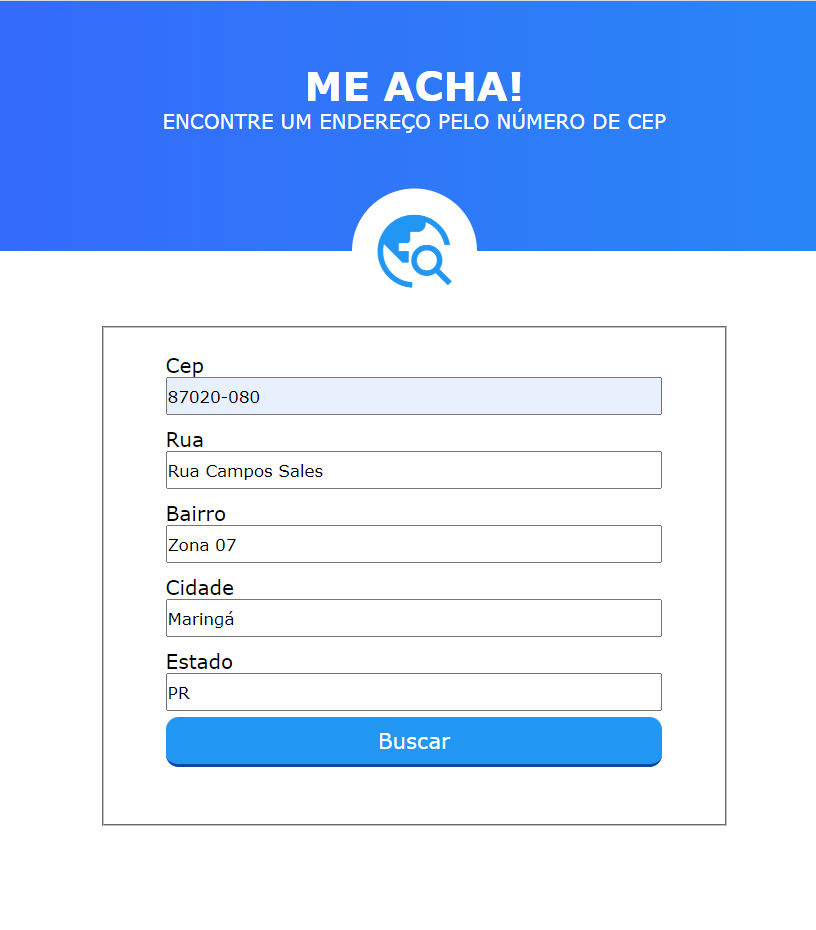 ME ACHA!
ENCONTRE UM ENDEREÇO PELO NÚMERO DE CEP
Cep
87020-080
Rua
Rua Campos Sales
Bairro
Zona 07
Cidade
Maringá
Estado
PR
Buscar